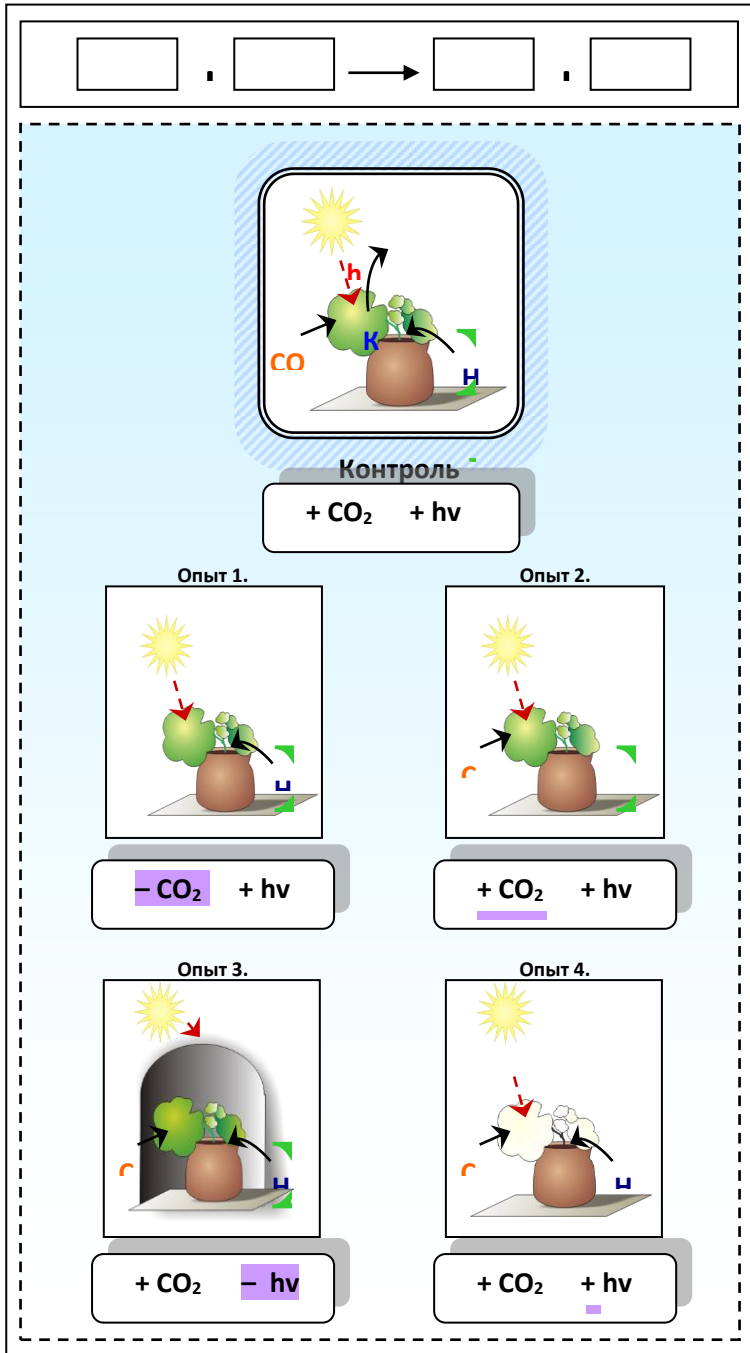 h
К
CO
H
Контроль
+ CO₂ + hv
Опыт 1. Опыт 2.
– CO₂ + hv + CO₂ + hv
Опыт 3. Опыт 4.
+ CO₂ – hv + CO₂ + hv